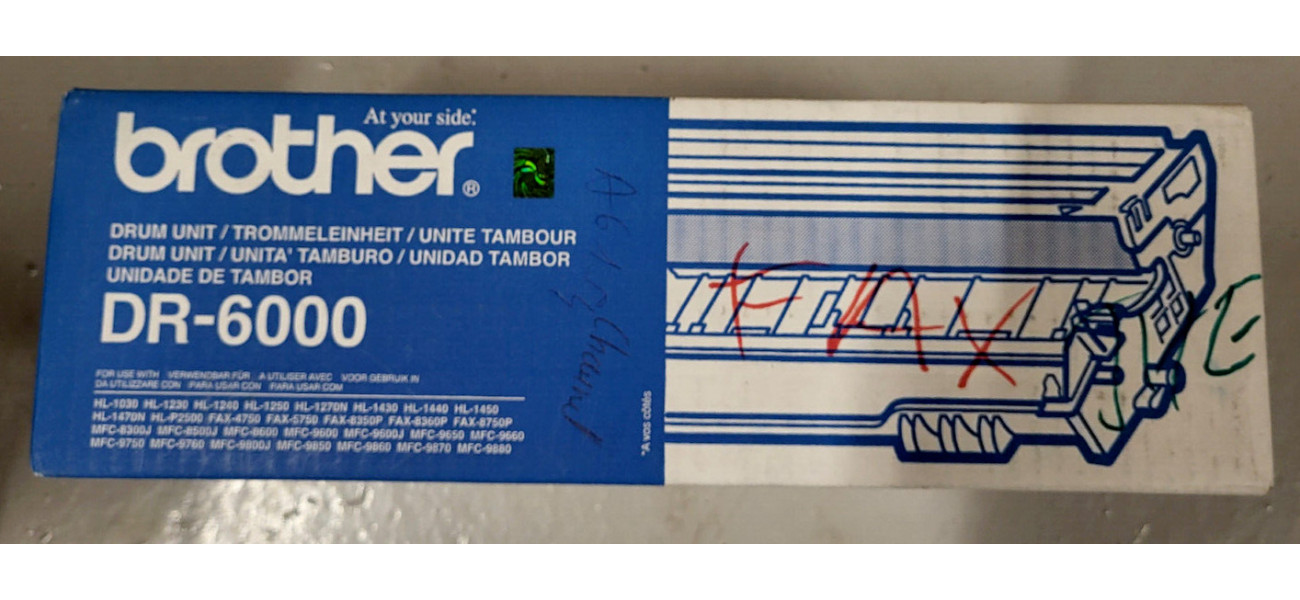 At your side.
brother®
DRUM UNIT / TROMMELEINHEIT / UNITE TAMBOUR
DRUM UNIT / UNITA' TAMBURO / UNIDAD TAMBOR
UNIDADE DE TAMBOR
DR-6000
FOR USE WITH VERWENDBAR FÜR A UTILISER AVEC VOOR GEBRUIK IN
DA UTILIZZARE CON PARA USAR CON PARA USAR COM
HL-1030 HL-1230 HL-1240 HL-1250 HL-1270N HL-1430 HL-1440 HL-1450
HL-1470N HL-P2500 FAX-4750 FAX-5750 FAX-8350P FAX-8360P FAX-8750P
MFC-8300J MFC-8500J MFC-8600 MFC-9600 MFC-9600J MFC-9650 MFC-9660
MFC-9750 MFC-9760 MFC-9800J MFC-9850 MFC-9860 MFC-9870 MFC-9880
*A vos côtés
FAX